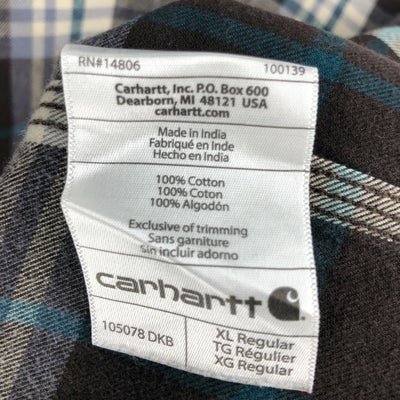 RN#14806 100139
Carhartt, Inc. P.O. Box 600
Dearborn, MI 48121 USA
carhartt.com
Made in India
Fabriqué en Inde
Hecho en India
100% Cotton
100% Coton
100% Algodón
Exclusive of trimming
Sans garniture
sin incluir adorno
carhartt
105078 DKB
XL Regular
TG Régulier
XG Regular